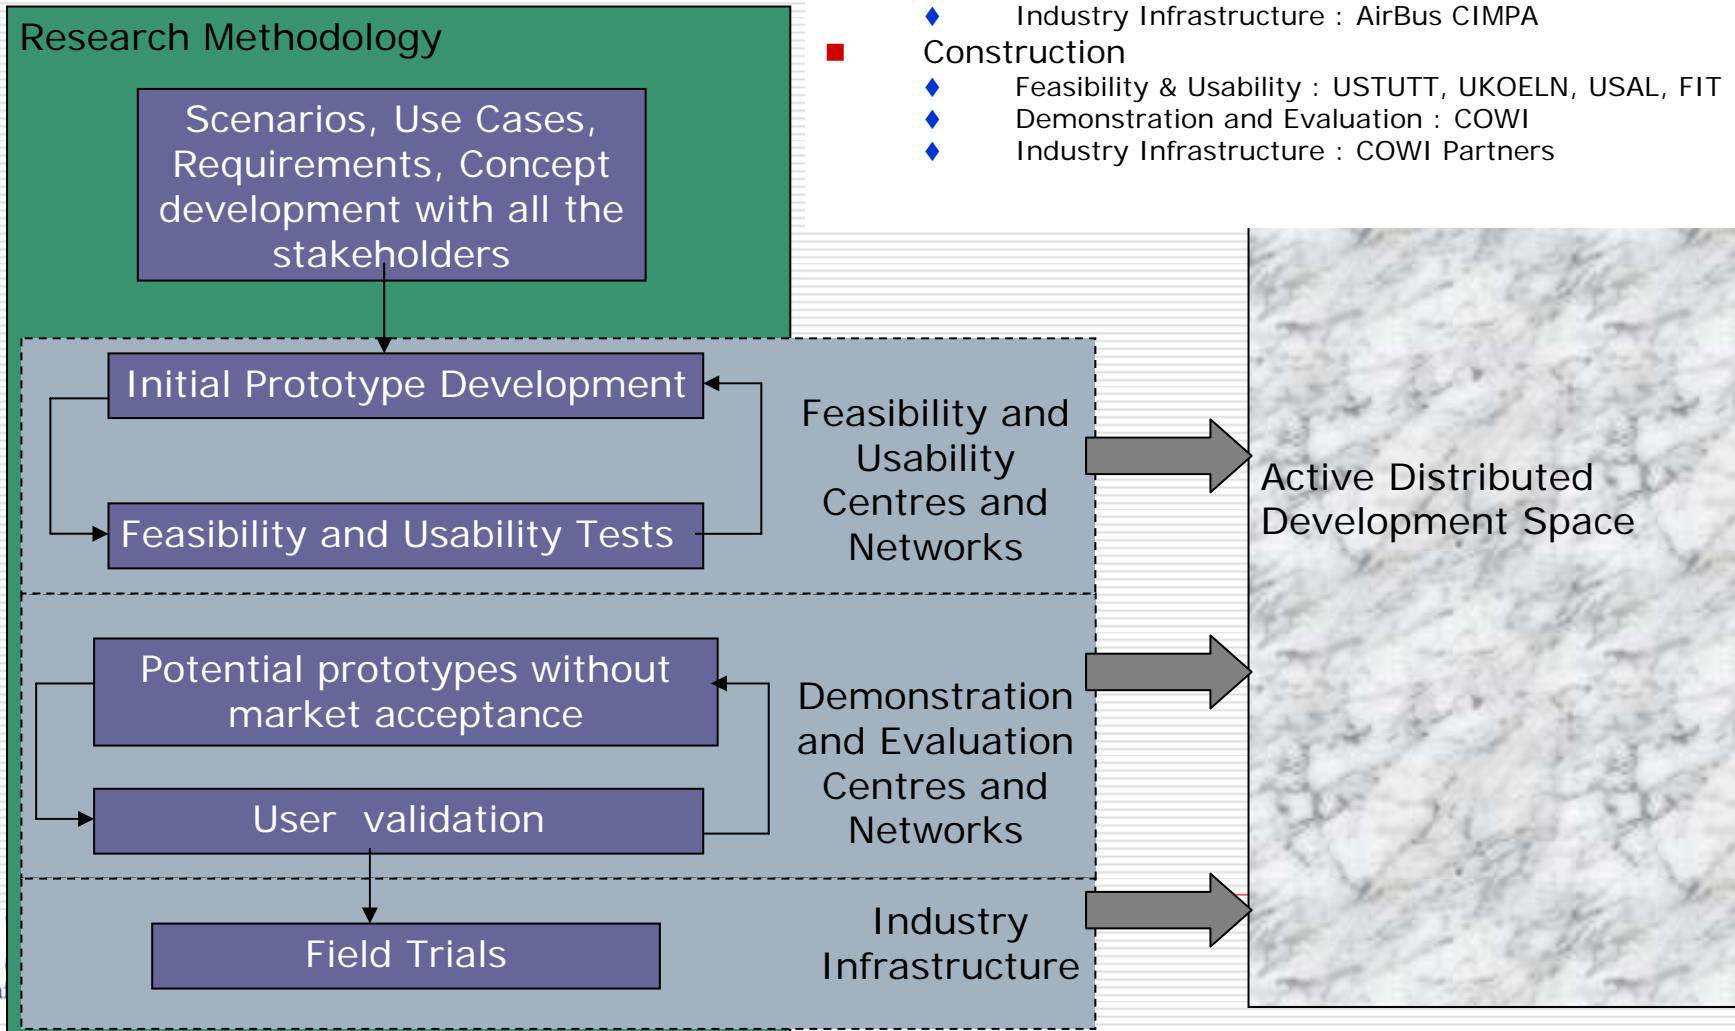 Research Methodology
Industry Infrastructure : AirBus CIMPA
Construction
Feasibility & Usability : USTUTT, UKOELN, USAL, FIT
Demonstration and Evaluation : COWI
Industry Infrastructure : COWI Partners
Scenarios, Use Cases,
Requirements, Concept
development with all the
stakeholders
Initial Prototype Development
Feasibility and Usability Tests
Feasibility and
Usability
Centres and
Networks
Active Distributed
Development Space
Potential prototypes without
market acceptance
User validation
Demonstration
and Evaluation
Centres and
Networks
Field Trials
Industry
Infrastructure